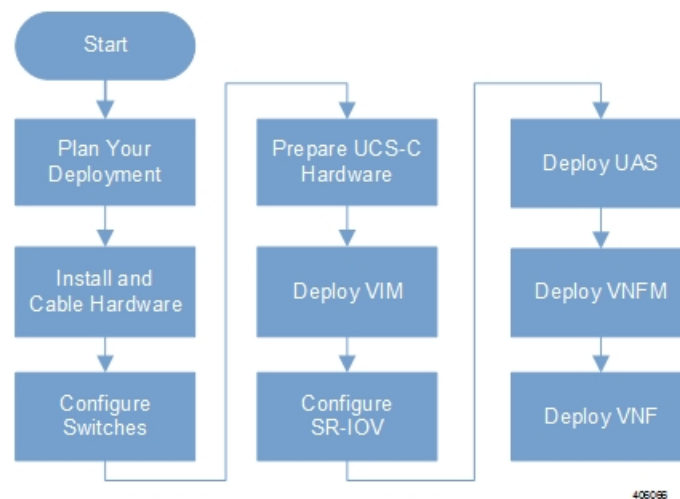 Start
Plan Your
Deployment
Install and
Cable Hardware
Configure
Switches
Prepare UCS-C
Hardware
Deploy VIM
Configure
SR-IOV
Deploy UAS
Deploy VNFM
Deploy VNF